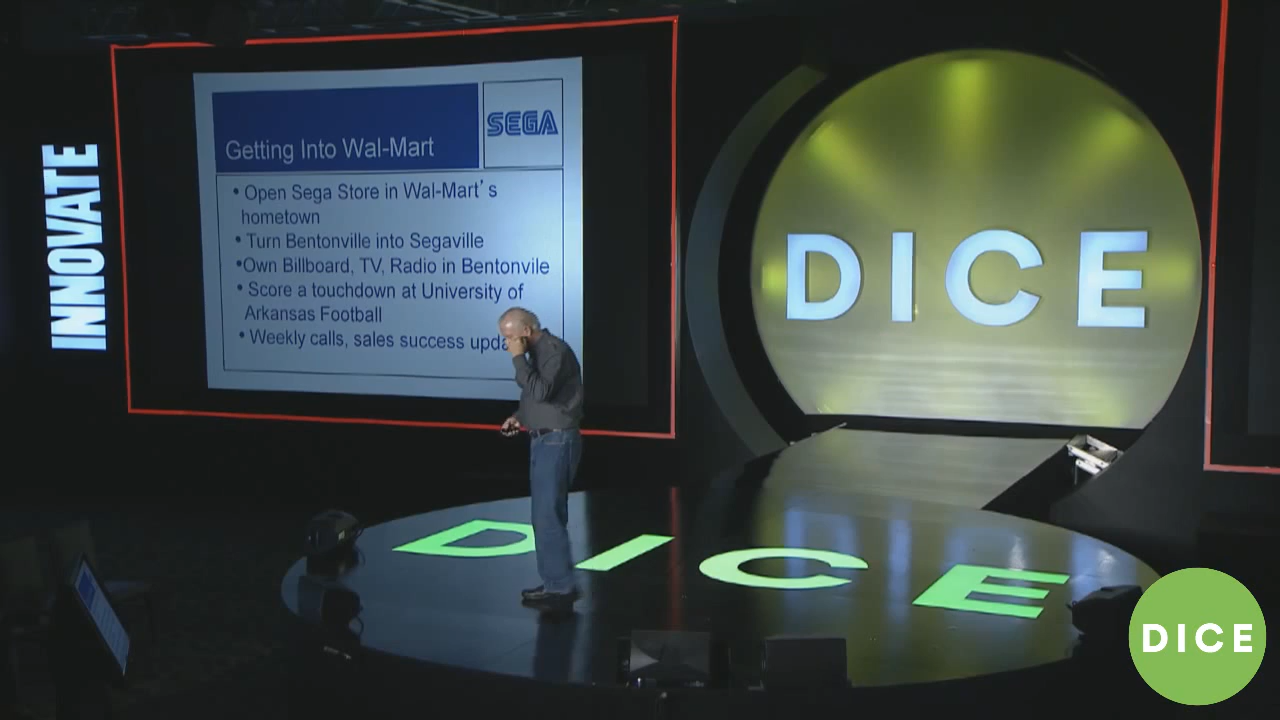 INNOVATE
SEGA
Getting Into Wal-Mart
• Open Sega Store in Wal-Mart's
hometown
• Turn Bentonville into Segaville
•Own Billboard, TV, Radio in Bentonvile
• Score a touchdown at University of
Arkansas Football
• Weekly calls, sales success
DICE
DICE
DICE